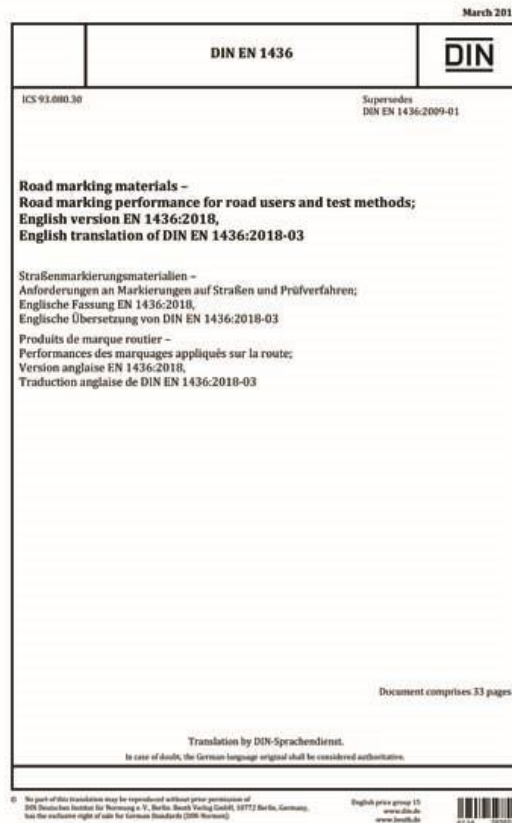 March 201
DIN EN 1436
DIN
ICS 93.080.30
Supersedes
DIN EN 1436:2009-01
Road marking materials –
Road marking performance for road users and test methods;
English version EN 1436:2018,
English translation of DIN EN 1436:2018-03
Straßenmarkierungsmaterialien –
Anforderungen an Markierungen auf Straßen und Prüfverfahren;
Englische Fassung EN 1436:2018,
Englische Übersetzung von DIN EN 1436:2018-03
Produits de marque routier –
Performances des marquages appliqués sur la route;
Version anglaise EN 1436:2018,
Traduction anglaise de DIN EN 1436:2018-03
Document comprises 33 pages
Translation by DIN-Sprachendienst.
In case of doubt, the German-language original shall be considered authoritative.
© No part of this translation may be reproduced without prior permission of
DIN Deutsches Institut für Normung e. V., Berlin. Beuth Verlag GmbH, 10772 Berlin, Germany,
has the exclusive right of sale for German Standards (DIN-Normen).
English price group 15
www.din.de
www.beuth.de